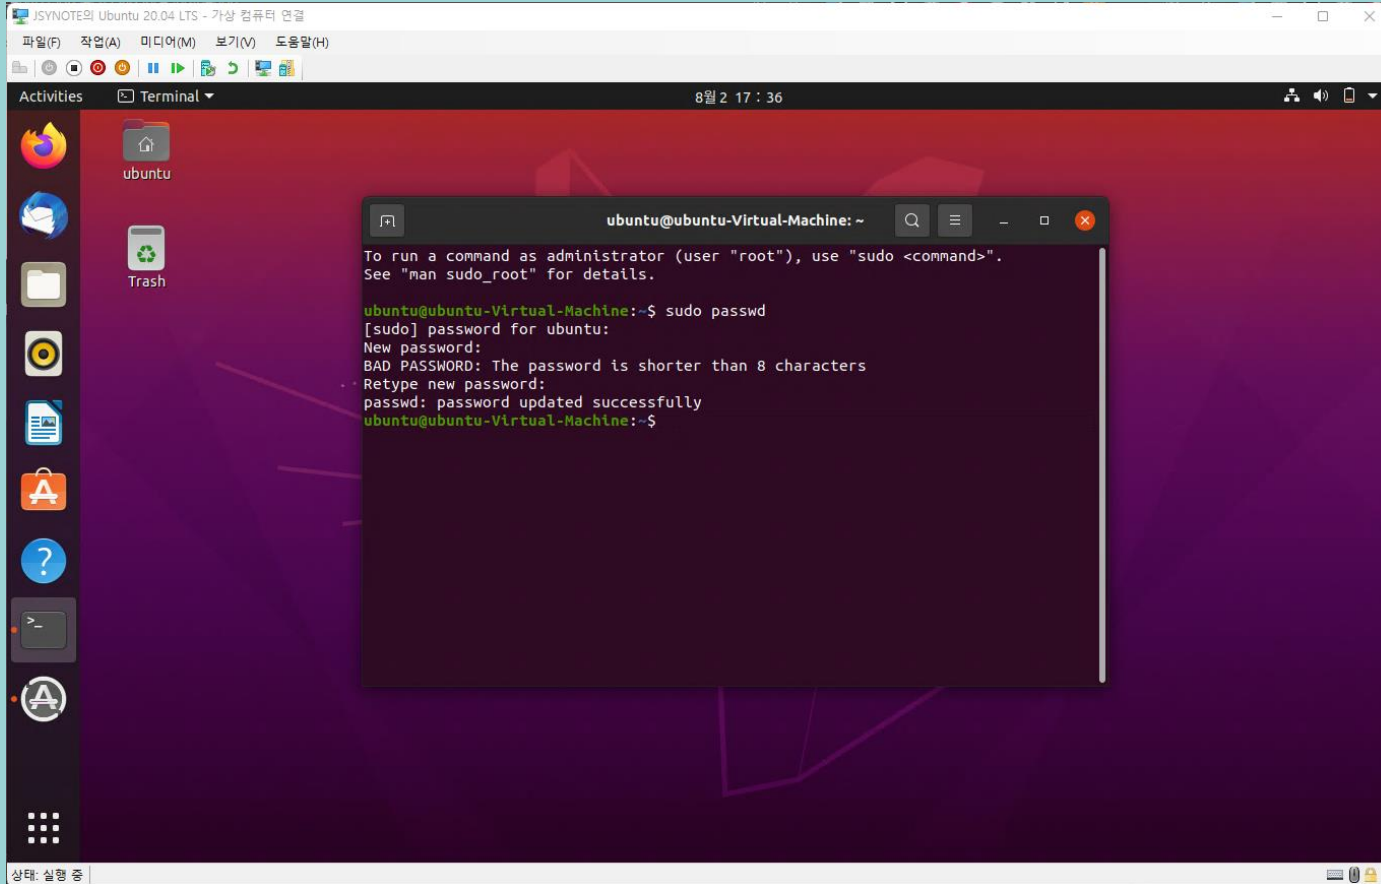 JSYNOTE의 Ubuntu 20.04 LTS - 가상 컴퓨터 연결
파일(F) 작업(A) 미디어(M) 보기(V) 도움말(H)
Activities Terminal 8월 2 17 : 36
ubuntu
Trash
ubuntu@ubuntu-Virtual-Machine: ~
To run a command as administrator (user "root"), use "sudo <command>".
See "man sudo_root" for details.
ubuntu@ubuntu-Virtual-Machine:~$ sudo passwd
[sudo] password for ubuntu:
New password:
BAD PASSWORD: The password is shorter than 8 characters
Retype new password:
passwd: password updated successfully
ubuntu@ubuntu-Virtual-Machine:~$
상태: 실행 중